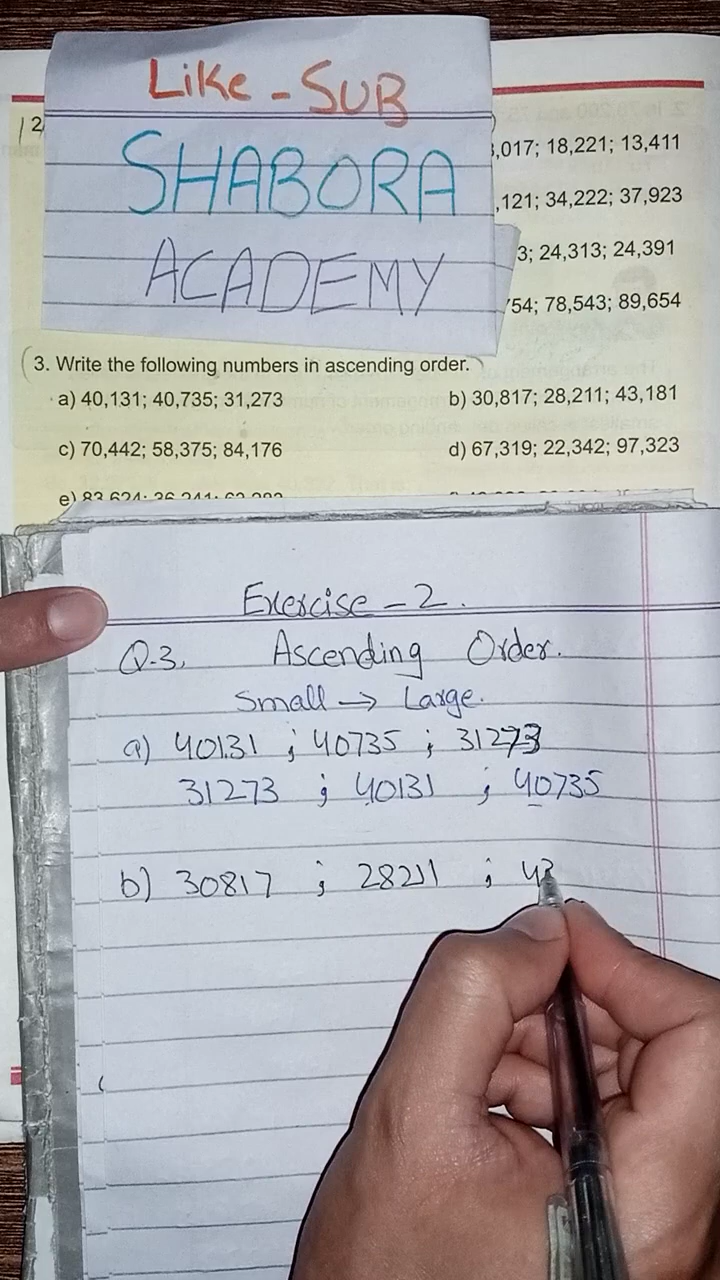 Like - SUB
SHABORA
ACADEMY
12
,017; 18,221; 13,411
,121; 34,222; 37,923
3; 24,313; 24,391
754; 78,543; 89,654
3. Write the following numbers in ascending order.
a) 40,131; 40,735; 31,273
b) 30,817; 28,211; 43,181
c) 70,442; 58,375; 84,176
d) 67,319; 22,342; 97,323
e)
Exercise - 2.
Q.3. Ascending Order.
Small → Large.
a) 40131 ; 40735 ; 31273
31273 ; 40131 ; 40735
b) 30817 ; 28211 ; 43